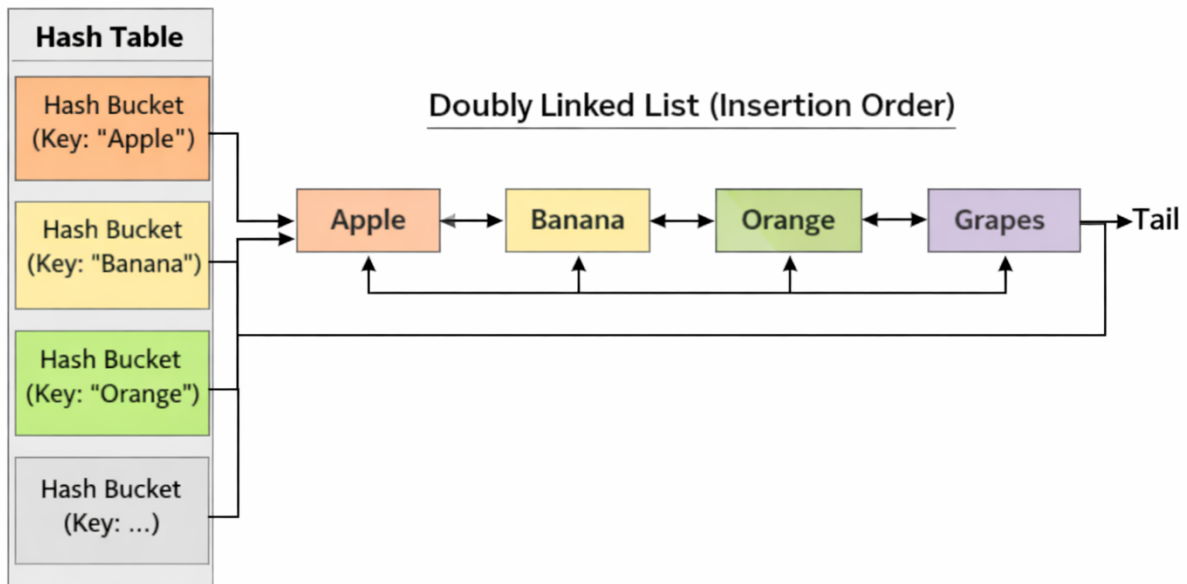 Hash Table
Hash Bucket
(Key: "Apple")
Hash Bucket
(Key: "Banana")
Hash Bucket
(Key: "Orange")
Hash Bucket
(Key: ...)
Doubly Linked List (Insertion Order)
Apple
Banana
Orange
Grapes
Tail